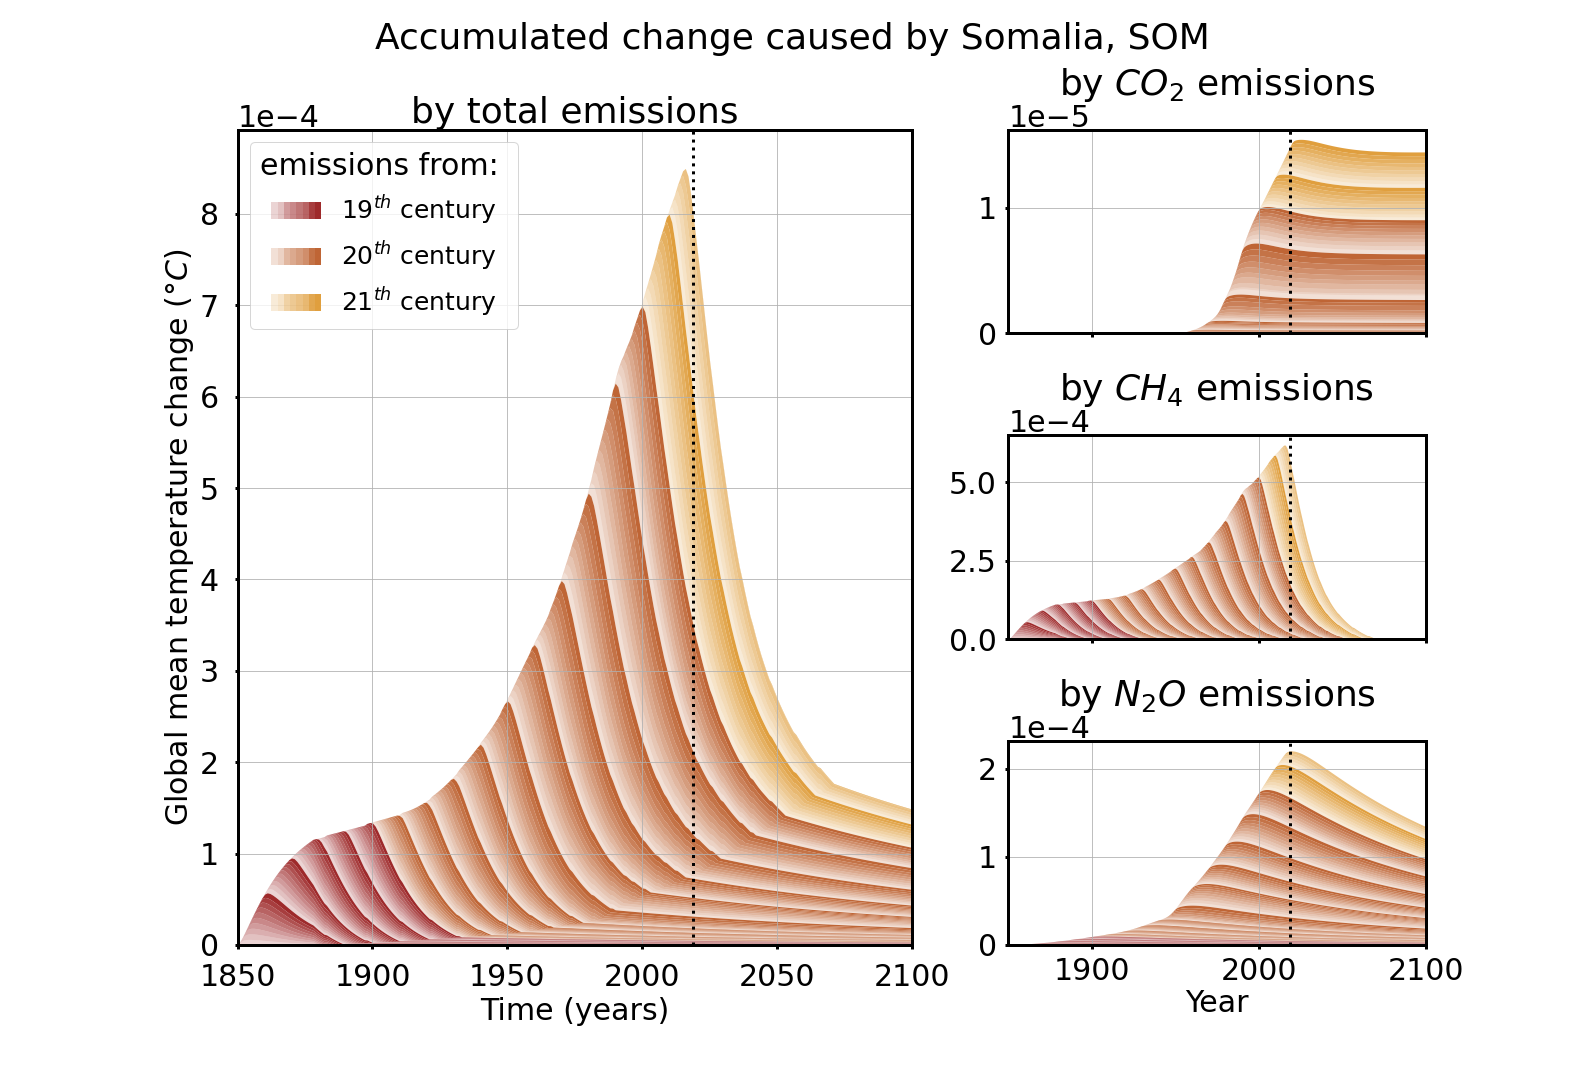 Accumulated change caused by Somalia, SOM
by total emissions
1e−4
emissions from:
19th century
20th century
21th century
Global mean temperature change (°C)
8
7
6
5
4
3
2
1
0
1850 1900 1950 2000 2050 2100
Time (years)
by CO2 emissions
1e−5
1
0
by CH4 emissions
1e−4
5.0
2.5
0.0
by N2O emissions
1e−4
2
1
0
1900 2000 2100
Year